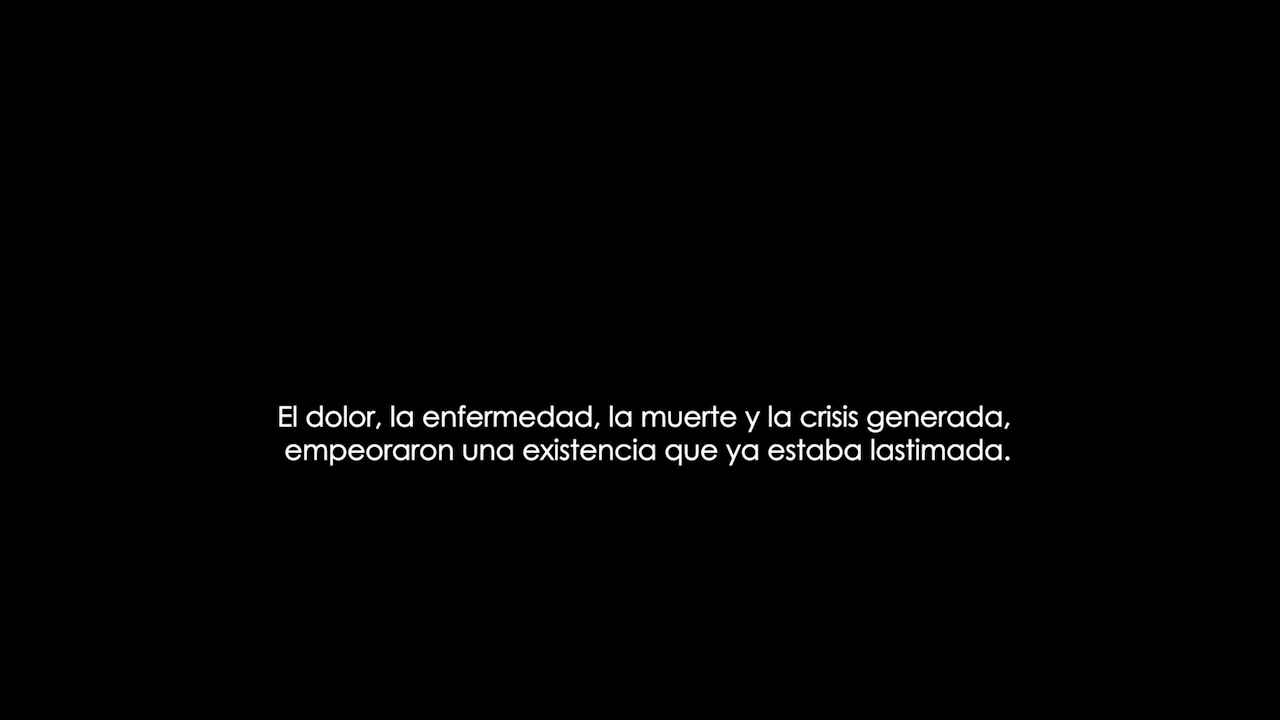 El dolor, la enfermedad, la muerte y la crisis generada,
empeoraron una existencia que ya estaba lastimada.